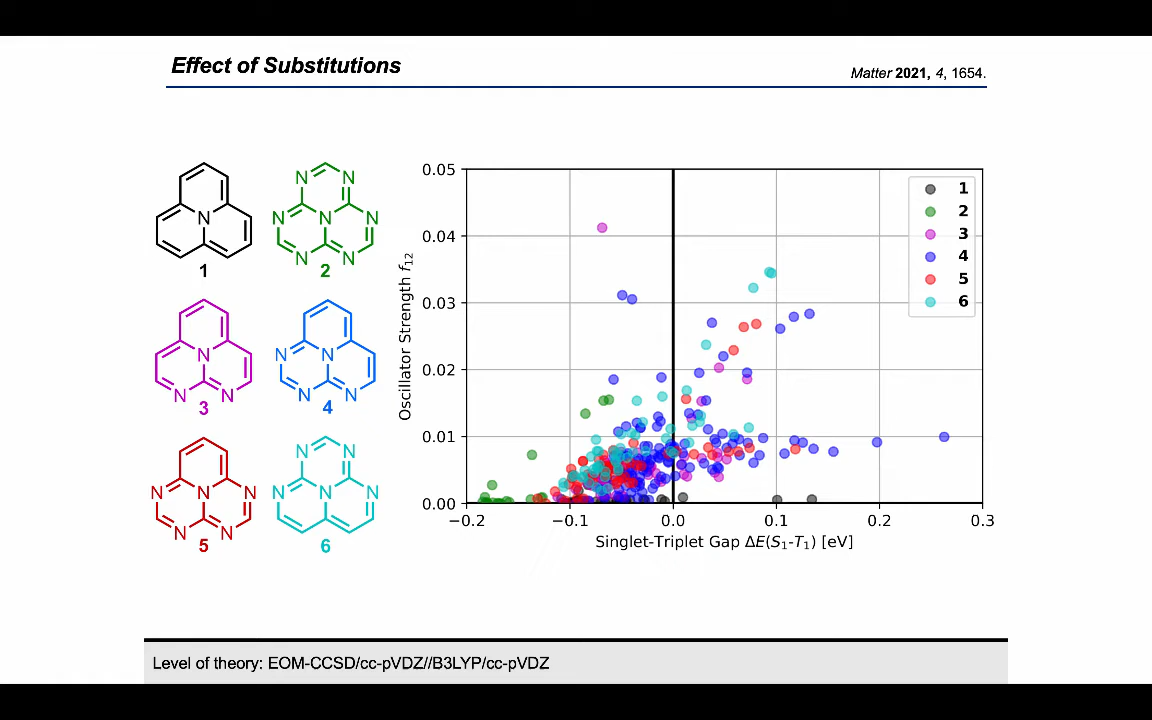 Effect of Substitutions
Matter 2021, 4, 1654.
N
1
N N
N N N
N N
2
N
N N
3
N N
N N
4
N N N
N N
5
N N
N N N
6
Oscillator Strength f12
0.05
0.04
0.03
0.02
0.01
0.00
−0.2 −0.1 0.0 0.1 0.2 0.3
Singlet-Triplet Gap ΔE(S1-T1) [eV]
1
2
3
4
5
6
Level of theory: EOM-CCSD/cc-pVDZ//B3LYP/cc-pVDZ